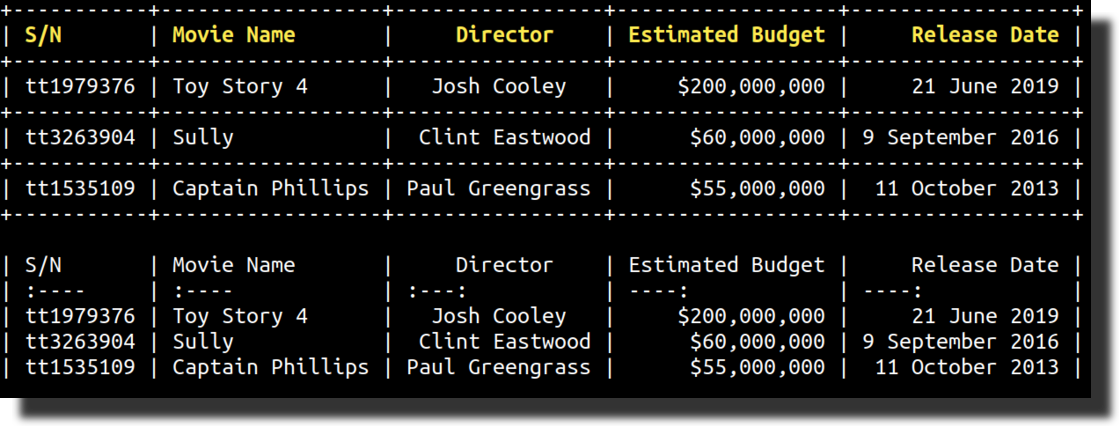 +-----------+------------------+-----------------+------------------+------------------+
| S/N       | Movie Name       |     Director    | Estimated Budget |     Release Date |
+-----------+------------------+-----------------+------------------+------------------+
| tt1979376 | Toy Story 4      |   Josh Cooley   |     $200,000,000 |     21 June 2019 |
+-----------+------------------+-----------------+------------------+------------------+
| tt3263904 | Sully            |  Clint Eastwood |      $60,000,000 | 9 September 2016 |
+-----------+------------------+-----------------+------------------+------------------+
| tt1535109 | Captain Phillips | Paul Greengrass |      $55,000,000 |  11 October 2013 |
+-----------+------------------+-----------------+------------------+------------------+
| S/N       | Movie Name       |     Director    | Estimated Budget |     Release Date |
| :----     | :----            | :---:           | ----:            | ----:            |
| tt1979376 | Toy Story 4      |   Josh Cooley   |     $200,000,000 |     21 June 2019 |
| tt3263904 | Sully            |  Clint Eastwood |      $60,000,000 | 9 September 2016 |
| tt1535109 | Captain Phillips | Paul Greengrass |      $55,000,000 |  11 October 2013 |